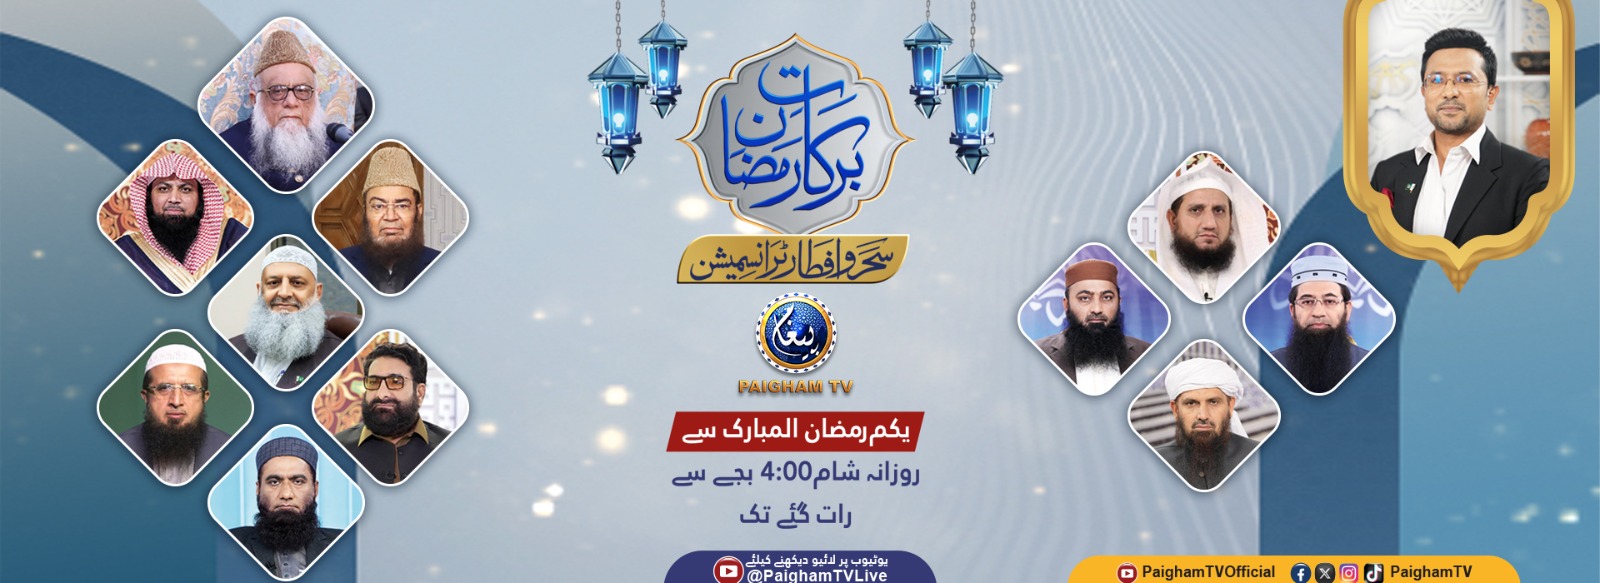 برکات رمضان
سحر و افطار ٹرانسمیشن
پیغام
PAIGHAM TV
یکم رمضان المبارک سے
روزانہ شام 4:00 بجے سے
رات گئے تک
یوٹیوب پر لائیو دیکھنے کیلئے
@PaighamTVLive
PaighamTVOfficial
PaighamTV